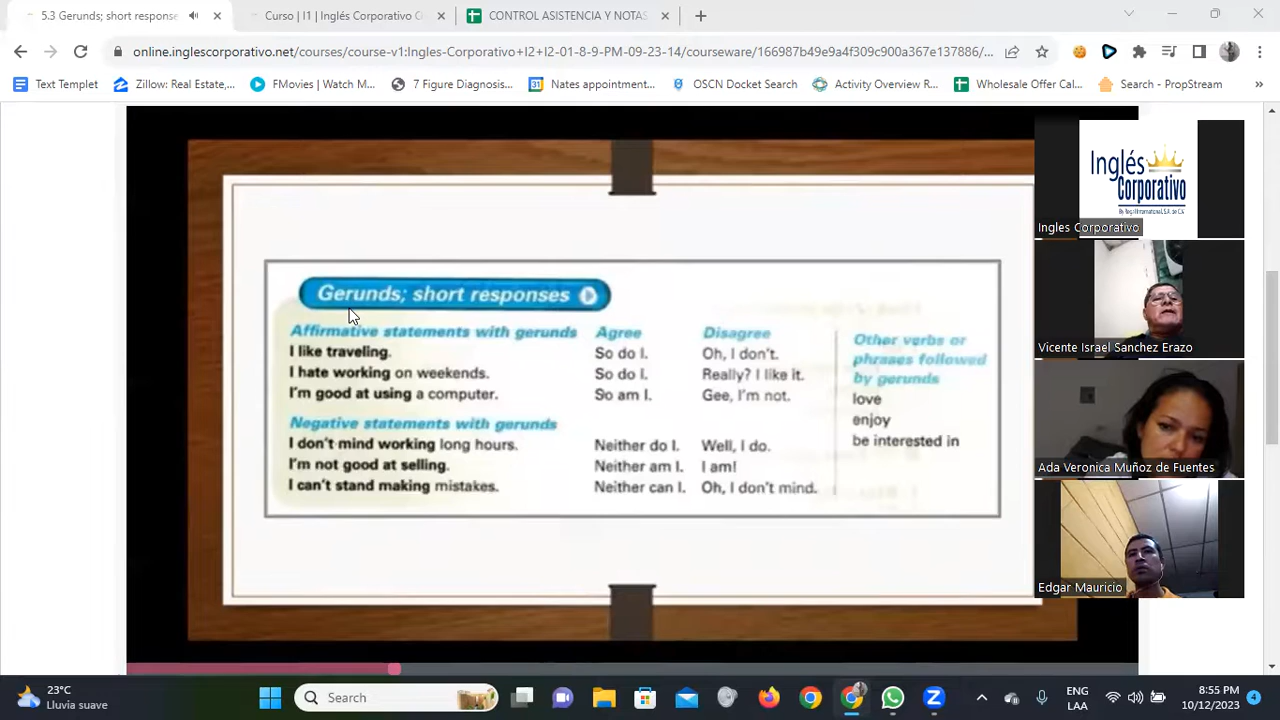 5.3 Gerunds; short response
Curso | I1 | Inglés Corporativo G
CONTROL ASISTENCIA Y NOTAS
online.inglescorporativo.net/courses/course-v1:Ingles-Corporativo+I2+I2-01-8-9-PM-09-23-14/courseware/166987b49e9a4f309c900a367e137886/...
Text Templet
Zillow: Real Estate,...
FMovies | Watch M...
7 Figure Diagnosis...
31
Nates appointment...
OSCN Docket Search
Activity Overview R...
Wholesale Offer Cal...
Search - PropStream
»
Inglés
Corporativo
Ingles Corporativo
Vicente Israel Sanchez Erazo
Ada Veronica Muñoz de Fuentes
Edgar Mauricio
Gerunds; short responses
Affirmative statements with gerunds Agree Disagree
I like traveling. So do I. Oh, I don't.
I hate working on weekends. So do I. Really? I like it.
I'm good at using a computer. So am I. Gee, I'm not.
Negative statements with gerunds
I don't mind working long hours. Neither do I. Well, I do.
I'm not good at selling. Neither am I. I am!
I can't stand making mistakes. Neither can I. Oh, I don't mind.
Other verbs or
phrases followed
by gerunds
love
enjoy
be interested in
23°C
Lluvia suave
Search
ENG
LAA
8:55 PM
10/12/2023
4